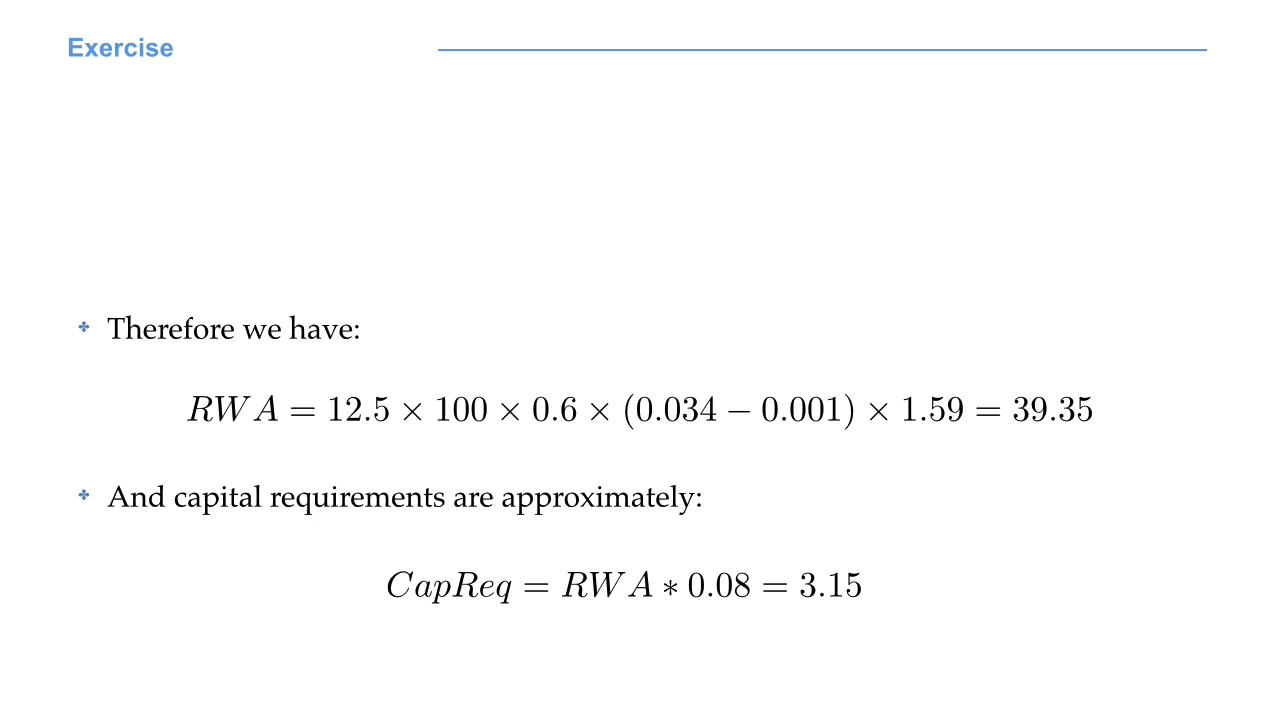 Exercise
Therefore we have:
RWA = 12.5 × 100 × 0.6 × (0.034 − 0.001) × 1.59 = 39.35
And capital requirements are approximately:
CapReq = RWA ∗ 0.08 = 3.15